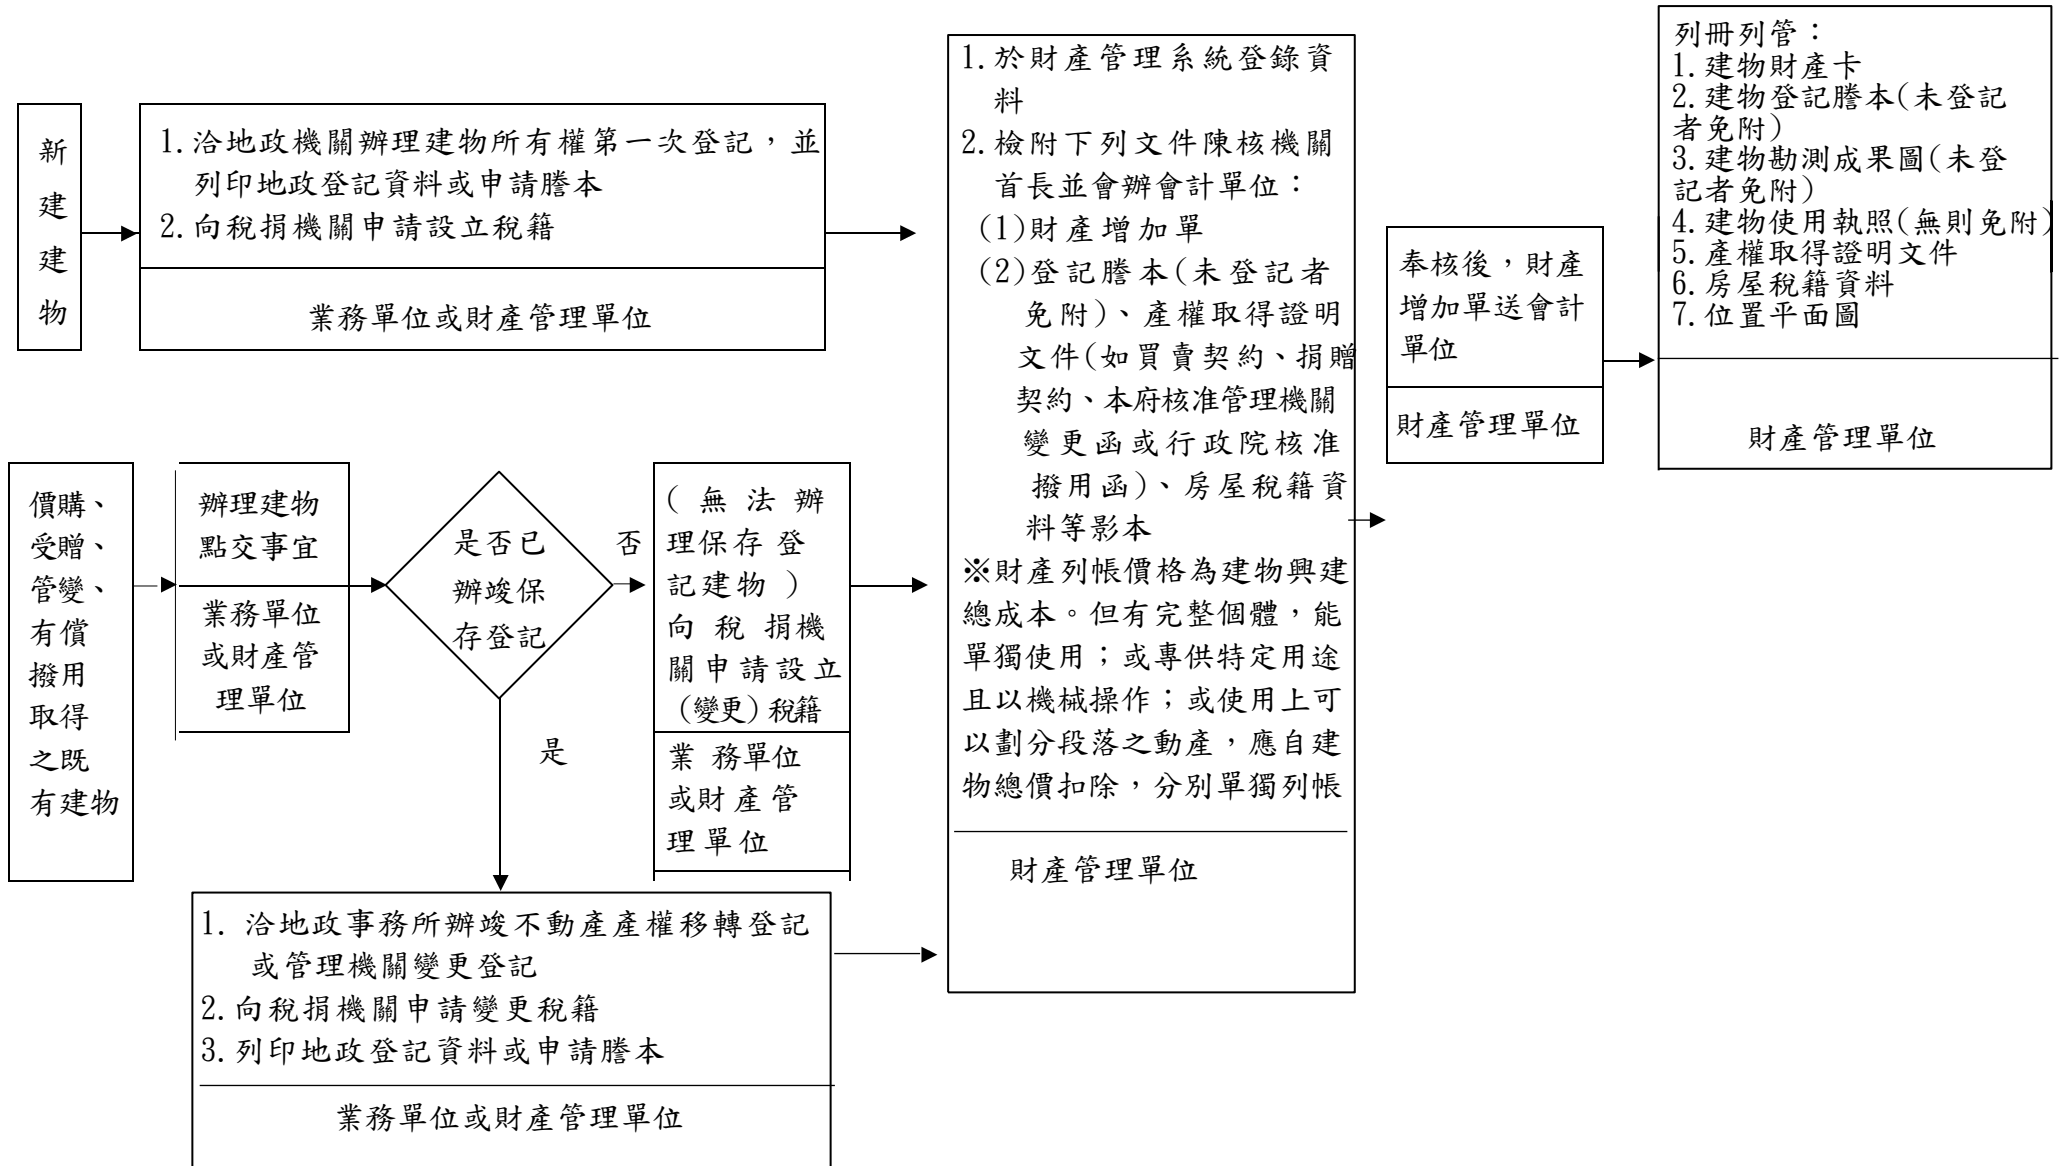 新
建
建
物
1.洽地政機關辦理建物所有權第一次登記，並
列印地政登記資料或申請謄本
2.向稅捐機關申請設立稅籍
業務單位或財產管理單位
價購、
受贈、
管變、
有償
撥用
取得
之既
有建物
辦理建物
點交事宜
業務單位
或財產管
理單位
是否已
辦竣保
存登記
否
是
(無法辦
理保存登
記建物)
向稅捐機
關申請設立
(變更)稅籍
業務單位
或財產管
理單位
1. 洽地政事務所辦竣不動產產權移轉登記
或管理機關變更登記
2.向稅捐機關申請變更稅籍
3.列印地政登記資料或申請謄本
業務單位或財產管理單位
1.於財產管理系統登錄資
料
2.檢附下列文件陳核機關
首長並會辦會計單位：
(1)財產增加單
(2)登記謄本(未登記者
免附)、產權取得證明
文件(如買賣契約、捐贈
契約、本府核准管理機關
變更函或行政院核准
撥用函)、房屋稅籍資
料等影本
※財產列帳價格為建物興建
總成本。但有完整個體，能
單獨使用；或專供特定用途
且以機械操作；或使用上可
以劃分段落之動產，應自建
物總價扣除，分別單獨列帳
財產管理單位
奉核後，財產
增加單送會計
單位
財產管理單位
列冊列管：
1.建物財產卡
2.建物登記謄本(未登記
者免附)
3.建物勘測成果圖(未登
記者免附)
4.建物使用執照(無則免附)
5.產權取得證明文件
6.房屋稅籍資料
7.位置平面圖
財產管理單位